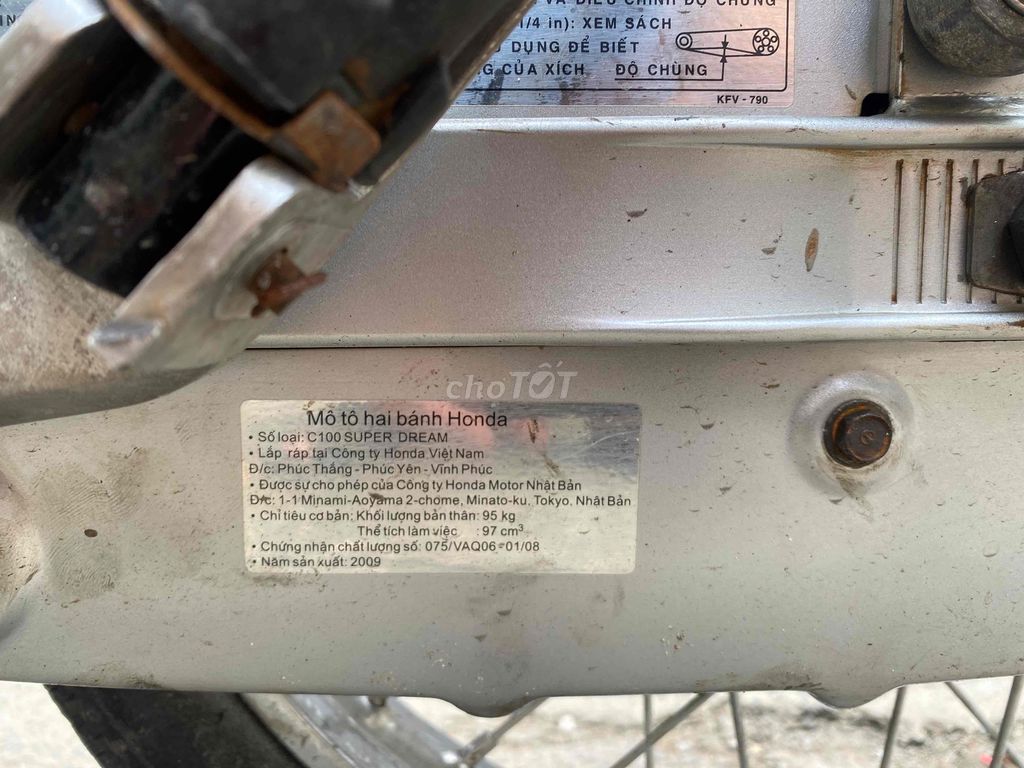 VÀ ĐIỀU CHỈNH ĐỘ CHÙNG
1/4 in): XEM SÁCH
DỤNG ĐỂ BIẾT
CỦA XÍCH ĐỘ CHÙNG
KFV - 790
choTỐT
Mô tô hai bánh Honda
• Số loại: C100 SUPER DREAM
• Lắp ráp tại Công ty Honda Việt Nam
Đ/c: Phúc Thắng - Phúc Yên - Vĩnh Phúc
• Được sự cho phép của Công ty Honda Motor Nhật Bản
Đ/c: 1-1 Minami-Aoyama 2-chome, Minato-ku, Tokyo, Nhật Bản
• Chỉ tiêu cơ bản: Khối lượng bản thân: 95 kg
Thể tích làm việc : 97 cm³
• Chứng nhận chất lượng số: 075/VAQ06-01/08
• Năm sản xuất: 2009